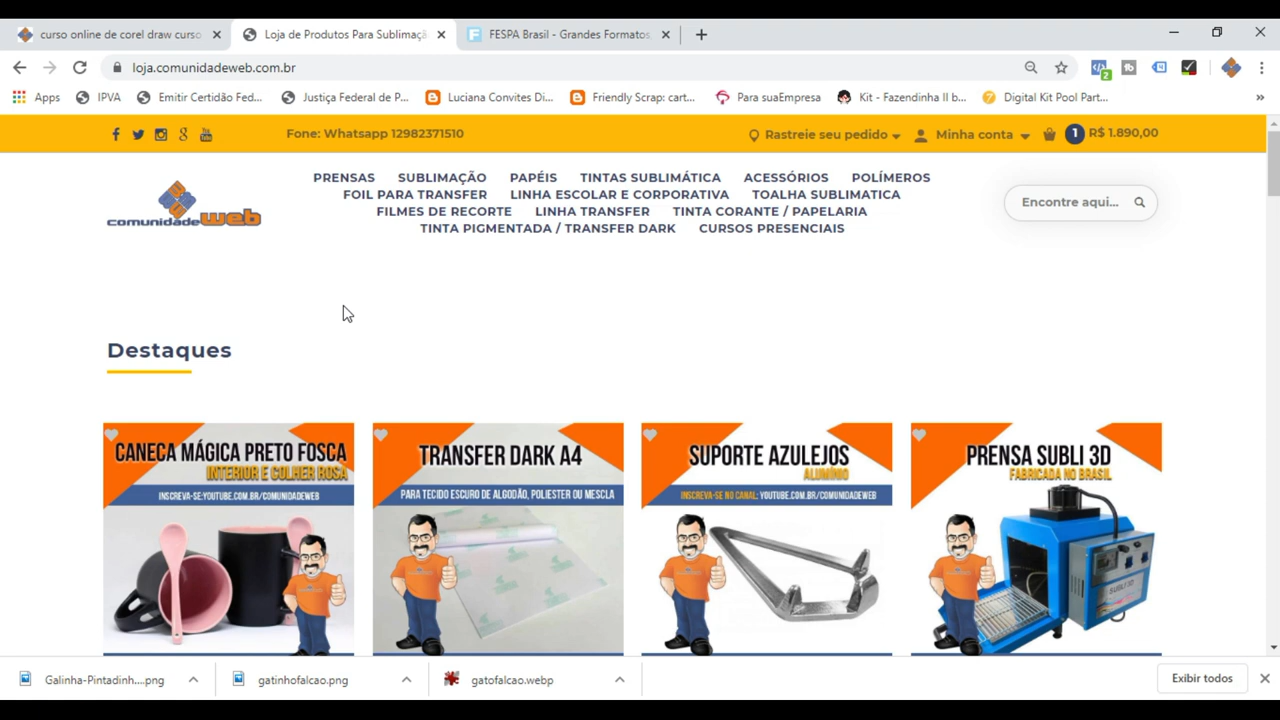 curso online de corel draw curso
Loja de Produtos Para Sublimaçã
FESPA Brasil - Grandes Formatos
loja.comunidadeweb.com.br
Apps
IPVA
Emitir Certidão Fed...
Justiça Federal de P...
Luciana Convites Di...
Friendly Scrap: cart...
Para suaEmpresa
Kit - Fazendinha II b...
Digital Kit Pool Part...
Fone: Whatsapp 12982371510
Rastreie seu pedido
Minha conta
1
R$ 1.890,00
comunidadeweb
PRENSAS SUBLIMAÇÃO PAPÉIS TINTAS SUBLIMÁTICA ACESSÓRIOS POLÍMEROS
FOIL PARA TRANSFER LINHA ESCOLAR E CORPORATIVA TOALHA SUBLIMATICA
FILMES DE RECORTE LINHA TRANSFER TINTA CORANTE / PAPELARIA
TINTA PIGMENTADA / TRANSFER DARK CURSOS PRESENCIAIS
Encontre aqui...
Destaques
CANECA MÁGICA PRETO FOSCA
INTERIOR E COLHER ROSA
INSCREVA-SE:YOUTUBE.COM.BR/COMUNIDADEWEB
TRANSFER DARK A4
PARA TECIDO ESCURO DE ALGODÃO, POLIESTER OU MESCLA
SUPORTE AZULEJOS
ALUMÍNIO
INSCREVA-SE NO CANAL: YOUTUBE.COM.BR/COMUNIDADEWEB
PRENSA SUBLI 3D
FABRICADA NO BRASIL
SUBLI 3D
Galinha-Pintadinh....png
gatinhofalcao.png
gatofalcao.webp
Exibir todos